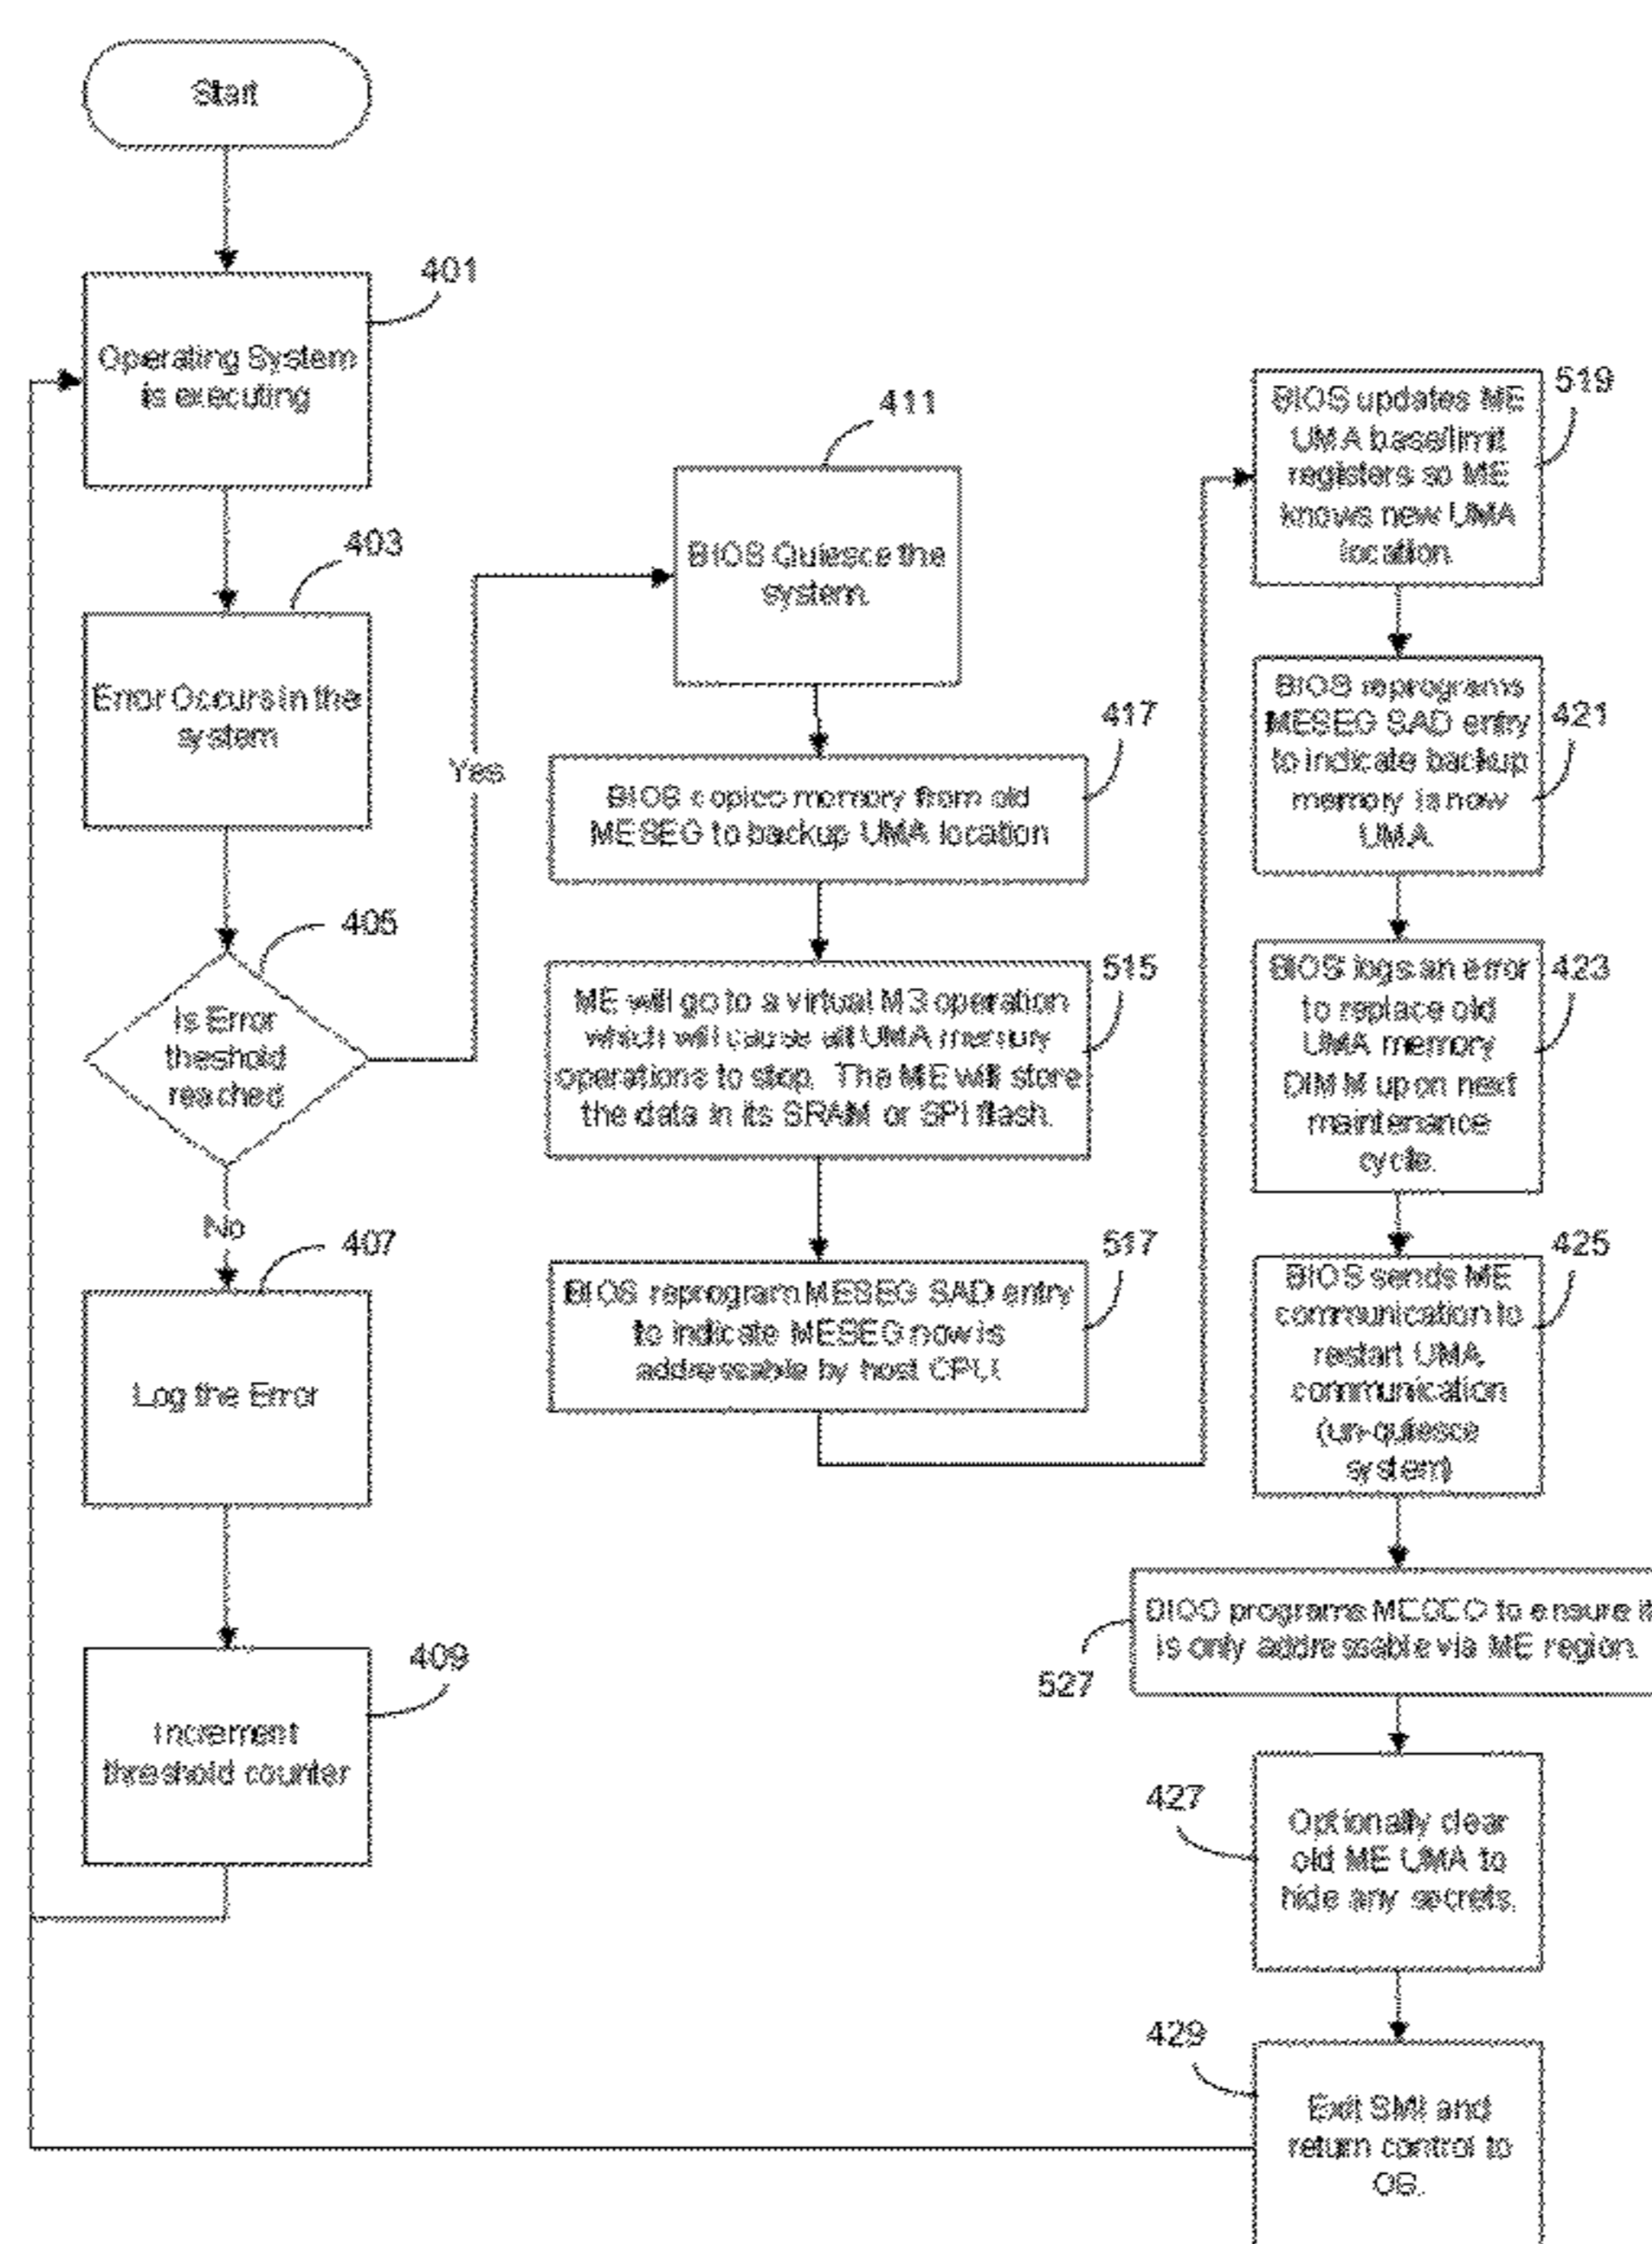 Start
401
Operating System
is executing
403
Error Occurs in the
system
405
Is Error
theshold
reached
Yes
No
407
Log the Error
409
Increment
threshold counter
411
BIOS Quiesce the
system.
417
BIOS copies memory from old
MESEG to backup UMA location
515
ME will go to a virtual M3 operation
which will cause all UMA memory
operations to stop. The ME will store
the data in its SRAM or SPI flash.
517
BIOS reprogram MESEG SAD entry
to indicate MESEG now is
addressable by host CPU.
519
BIOS updates ME
UMA base/limit
registers so ME
knows new UMA
location.
421
BIOS reprograms
MESEG SAD entry
to indicate backup
memory is now
UMA.
423
BIOS logs an error
to replace old
UMA memory
DIMM upon next
maintenance
cycle.
425
BIOS sends ME
communication to
restart UMA
communication
(un-quiesce
system)
527
BIOS programs MESEG to ensure it
is only addressable via ME region.
427
Optionally clear
old ME UMA to
hide any secrets.
429
Exit SMI and
return control to
OS.